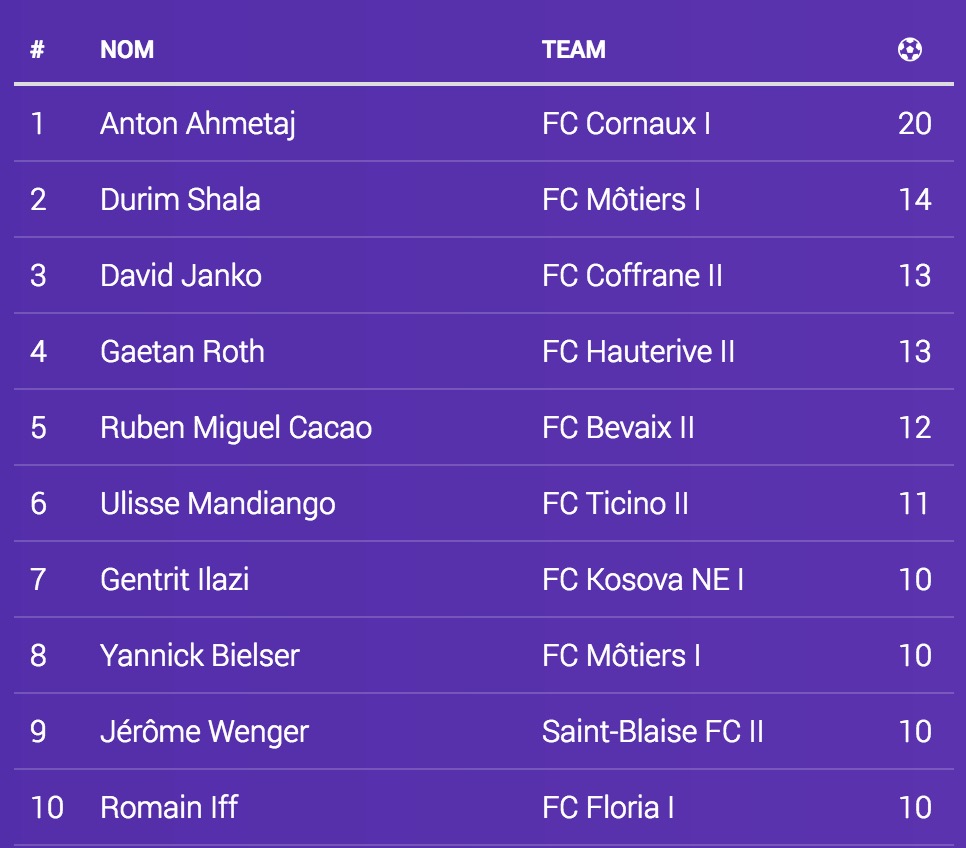 # NOM TEAM
1 Anton Ahmetaj FC Cornaux I 20
2 Durim Shala FC Môtiers I 14
3 David Janko FC Coffrane II 13
4 Gaetan Roth FC Hauterive II 13
5 Ruben Miguel Cacao FC Bevaix II 12
6 Ulisse Mandiango FC Ticino II 11
7 Gentrit Ilazi FC Kosova NE I 10
8 Yannick Bielser FC Môtiers I 10
9 Jérôme Wenger Saint-Blaise FC II 10
10 Romain Iff FC Floria I 10